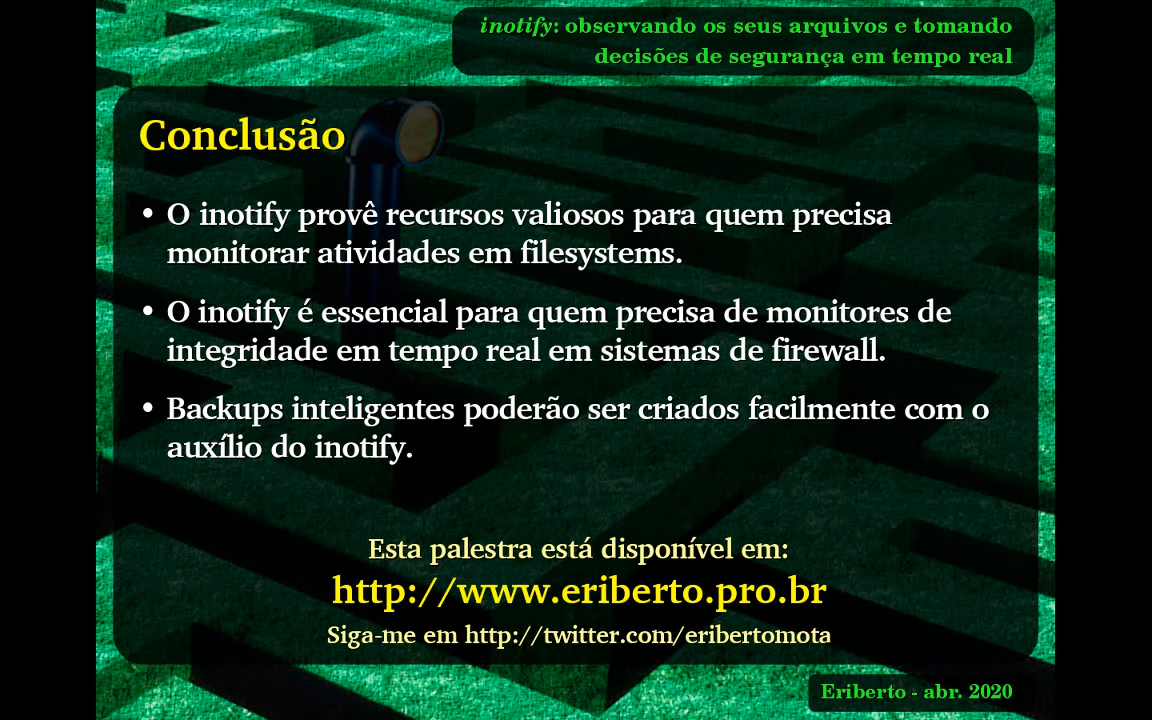 inotify: observando os seus arquivos e tomando
decisões de segurança em tempo real
Conclusão
• O inotify provê recursos valiosos para quem precisa
monitorar atividades em filesystems.
• O inotify é essencial para quem precisa de monitores de
integridade em tempo real em sistemas de firewall.
• Backups inteligentes poderão ser criados facilmente com o
auxílio do inotify.
Esta palestra está disponível em:
http://www.eriberto.pro.br
Siga-me em http://twitter.com/eribertomota
Eriberto - abr. 2020